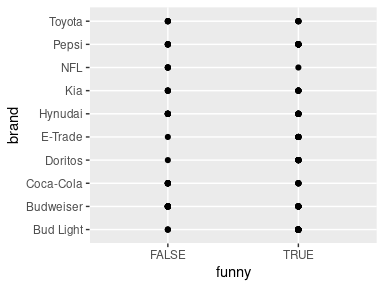 Toyota
Pepsi
NFL
Kia
Hynudai
E-Trade
Doritos
Coca-Cola
Budweiser
Bud Light
brand
FALSE TRUE
funny